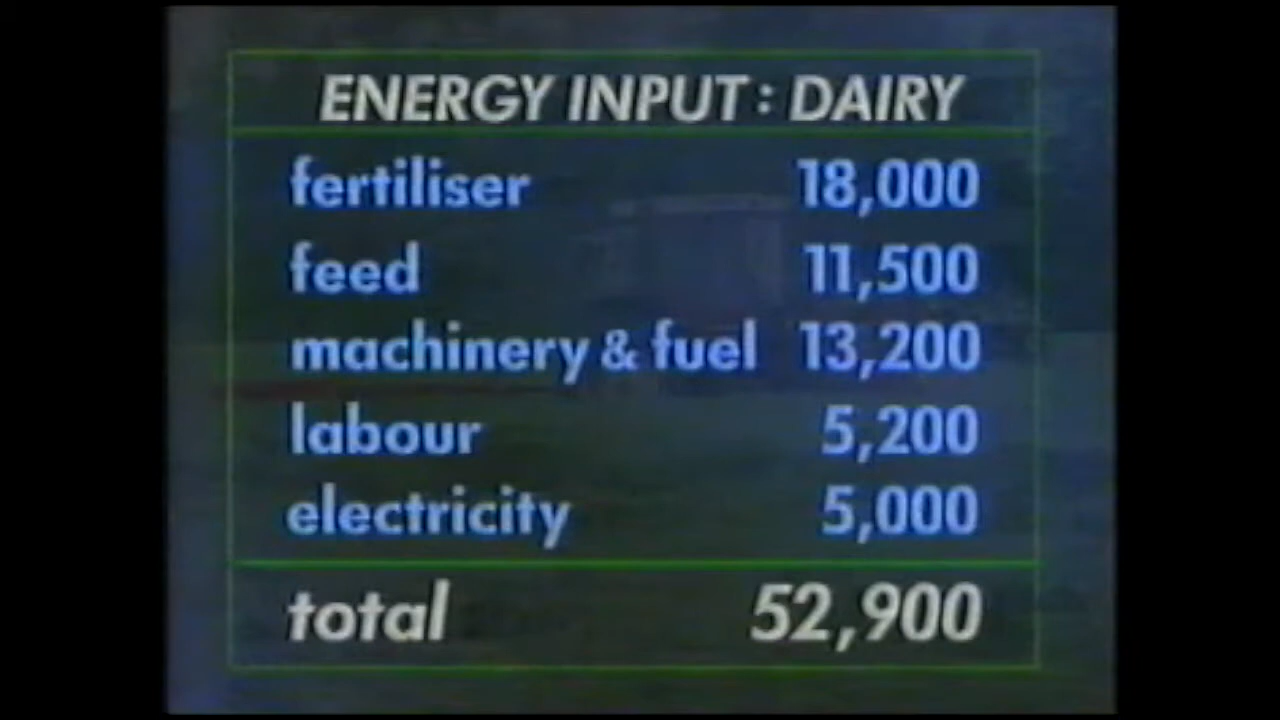 ENERGY INPUT : DAIRY
fertiliser 18,000
feed 11,500
machinery & fuel 13,200
labour 5,200
electricity 5,000
total 52,900